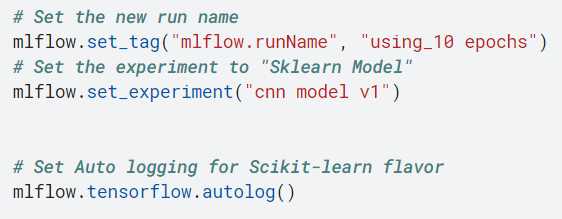 # Set the new run name
mlflow.set_tag("mlflow.runName", "using_10 epochs")
# Set the experiment to "Sklearn Model"
mlflow.set_experiment("cnn model v1")
# Set Auto logging for Scikit-learn flavor
mlflow.tensorflow.autolog()